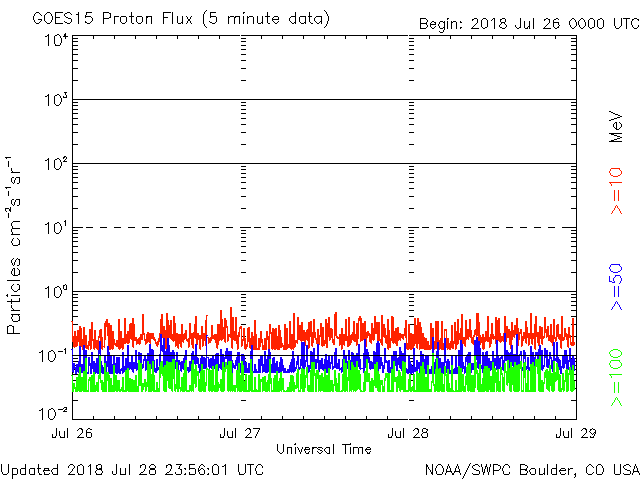 GOES15 Proton Flux (5 minute data)
Begin: 2018 Jul 26 0000 UTC
Particles cm⁻²s⁻¹sr⁻¹
10⁴
10³
10²
10¹
10⁰
10⁻¹
10⁻²
Jul 26 Jul 27 Jul 28 Jul 29
Universal Time
MeV
>=10
>=50
>=100
Updated 2018 Jul 28 23:56:01 UTC
NOAA/SWPC Boulder, CO USA